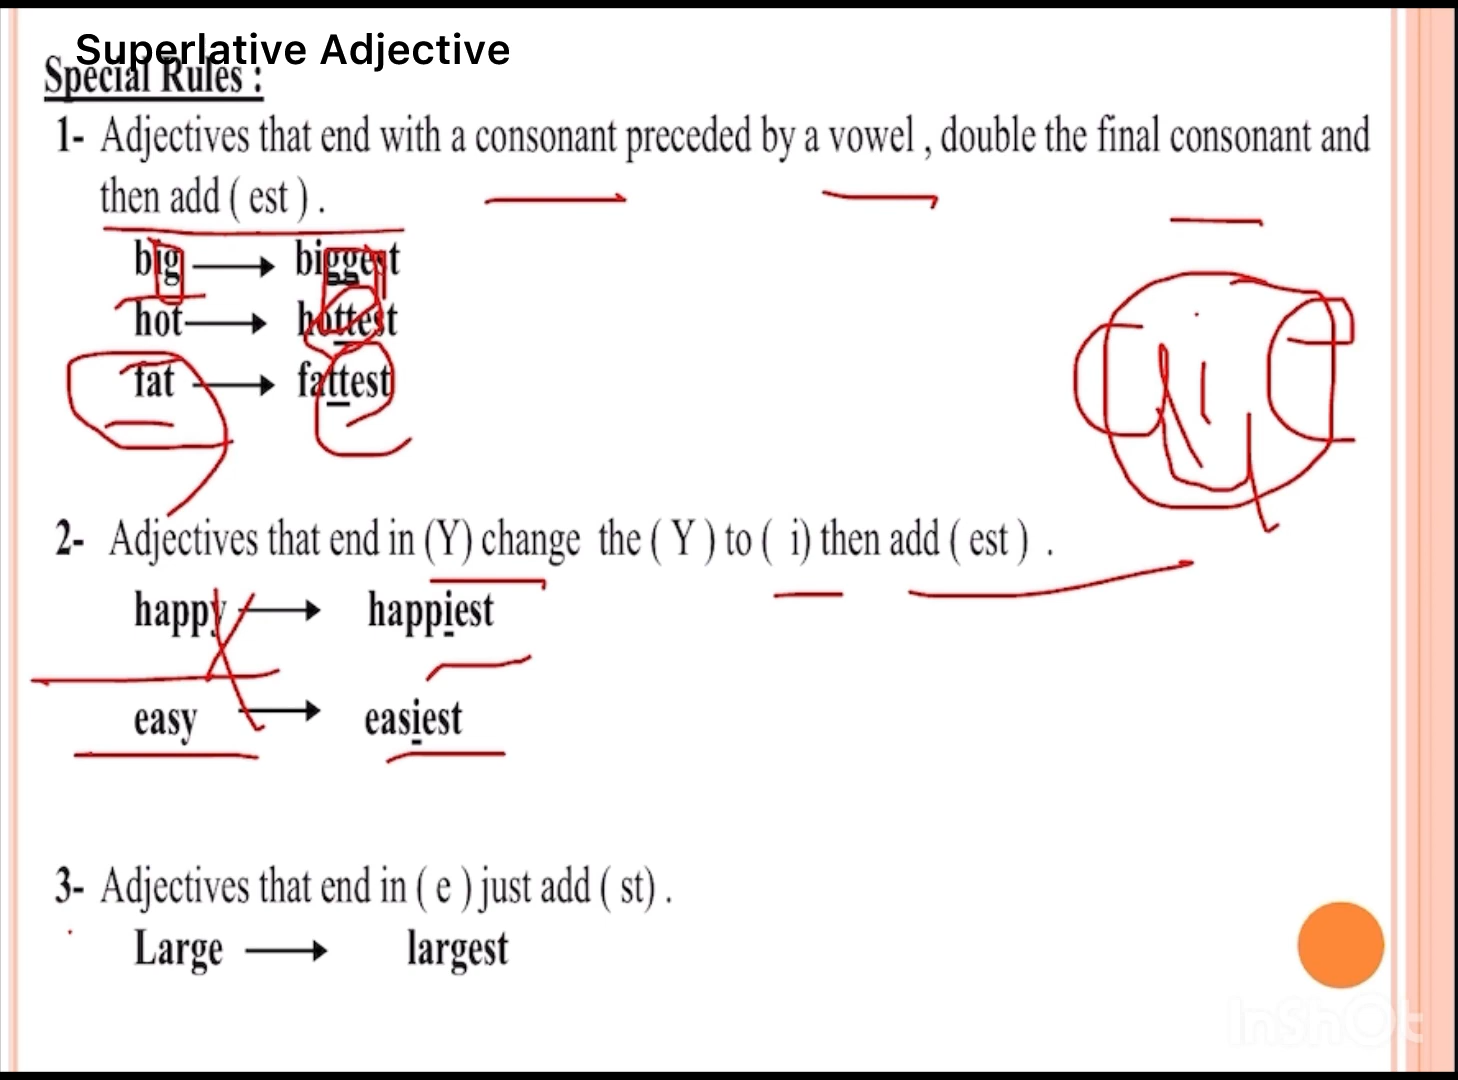 Superlative Adjective
Special Rules :
1- Adjectives that end with a consonant preceded by a vowel , double the final consonant and
then add ( est ) .
big → biggest
hot → hottest
fat → fattest
2- Adjectives that end in (Y) change the ( Y ) to ( i) then add ( est ) .
happy → happiest
easy → easiest
3- Adjectives that end in ( e ) just add ( st) .
Large → largest
InShOt